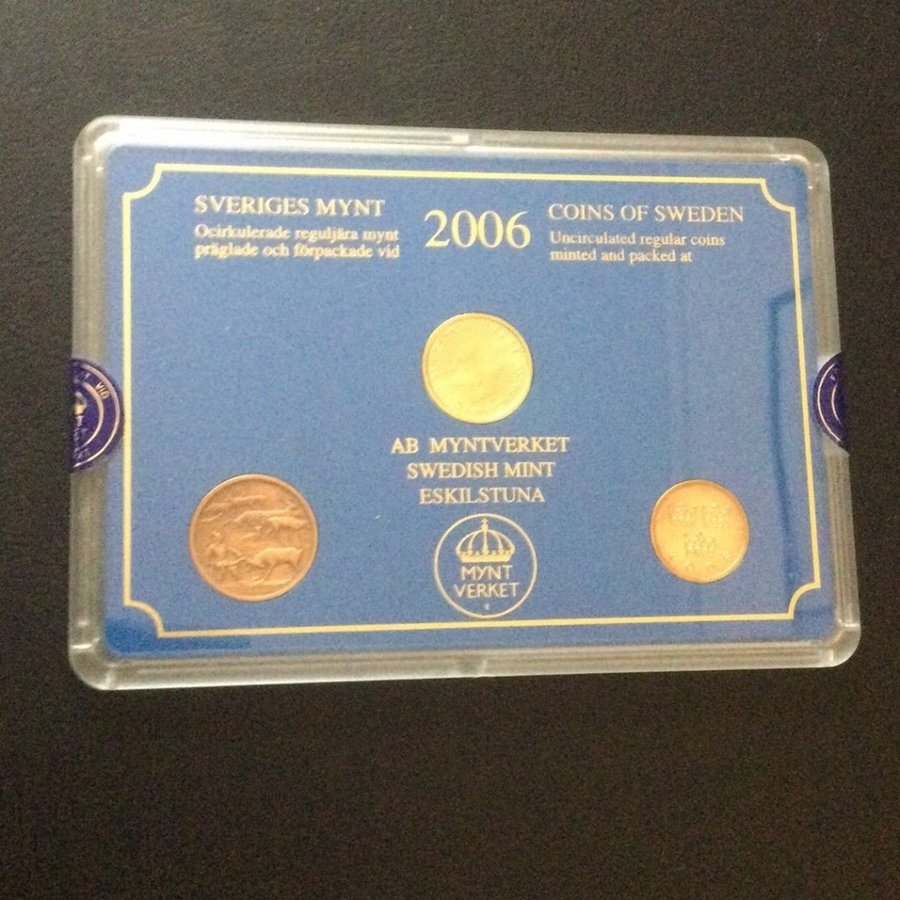 SVERIGES MYNT
Ocirkulerade reguljära mynt
präglade och förpackade vid
2006
COINS OF SWEDEN
Uncirculated regular coins
minted and packed at
AB MYNTVERKET
SWEDISH MINT
ESKILSTUNA
MYNT
VERKET